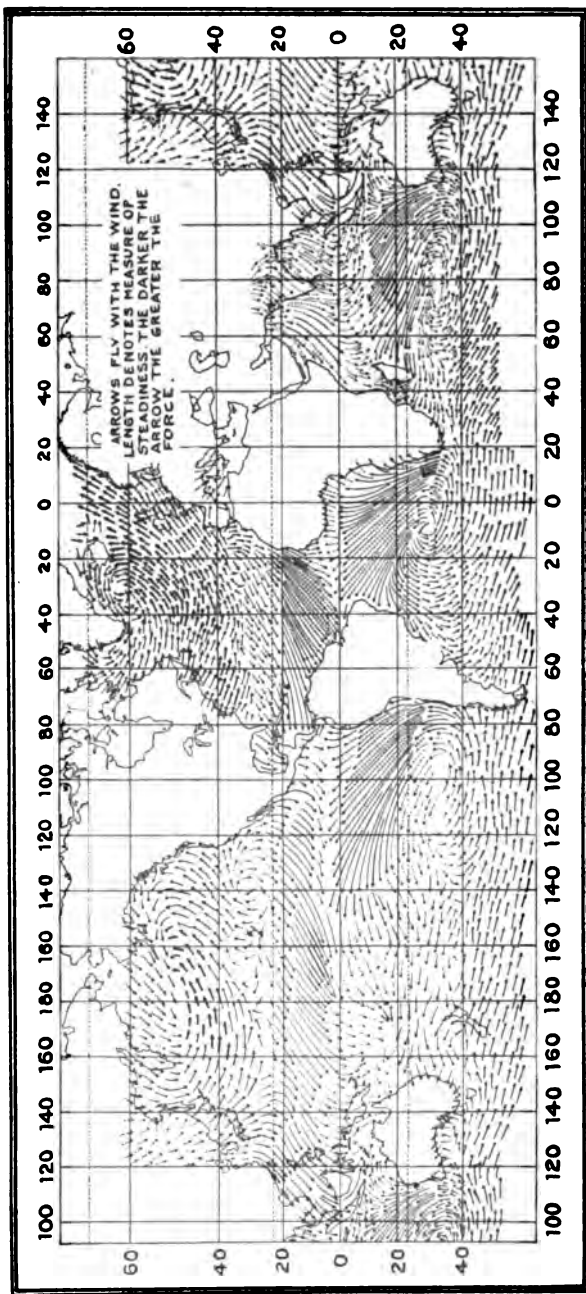 100 120 140 160 180 160 140 120 100 80 60 40 20 0 20 40 60 80 100 120 140
60 60
ARROWS FLY WITH THE WIND.
LENGTH DENOTES MEASURE OF
STEADINESS. THE DARKER THE
ARROW THE GREATER THE
FORCE.
40 40
20 20
0 0
20 20
40 40
100 120 140 160 180 160 140 120 100 80 60 40 20 0 20 40 60 80 100 120 140